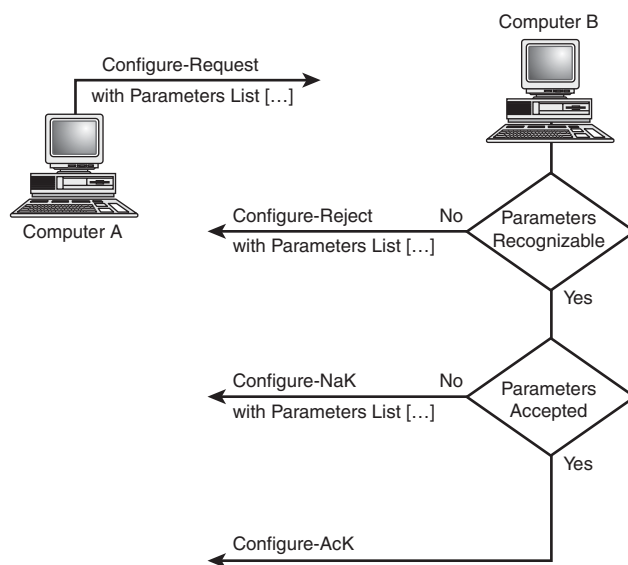 Computer B
Configure-Request
with Parameters List […]
Computer A
Configure-Reject
with Parameters List […]
No
Parameters
Recognizable
Yes
Configure-NaK
with Parameters List […]
No
Parameters
Accepted
Yes
Configure-AcK